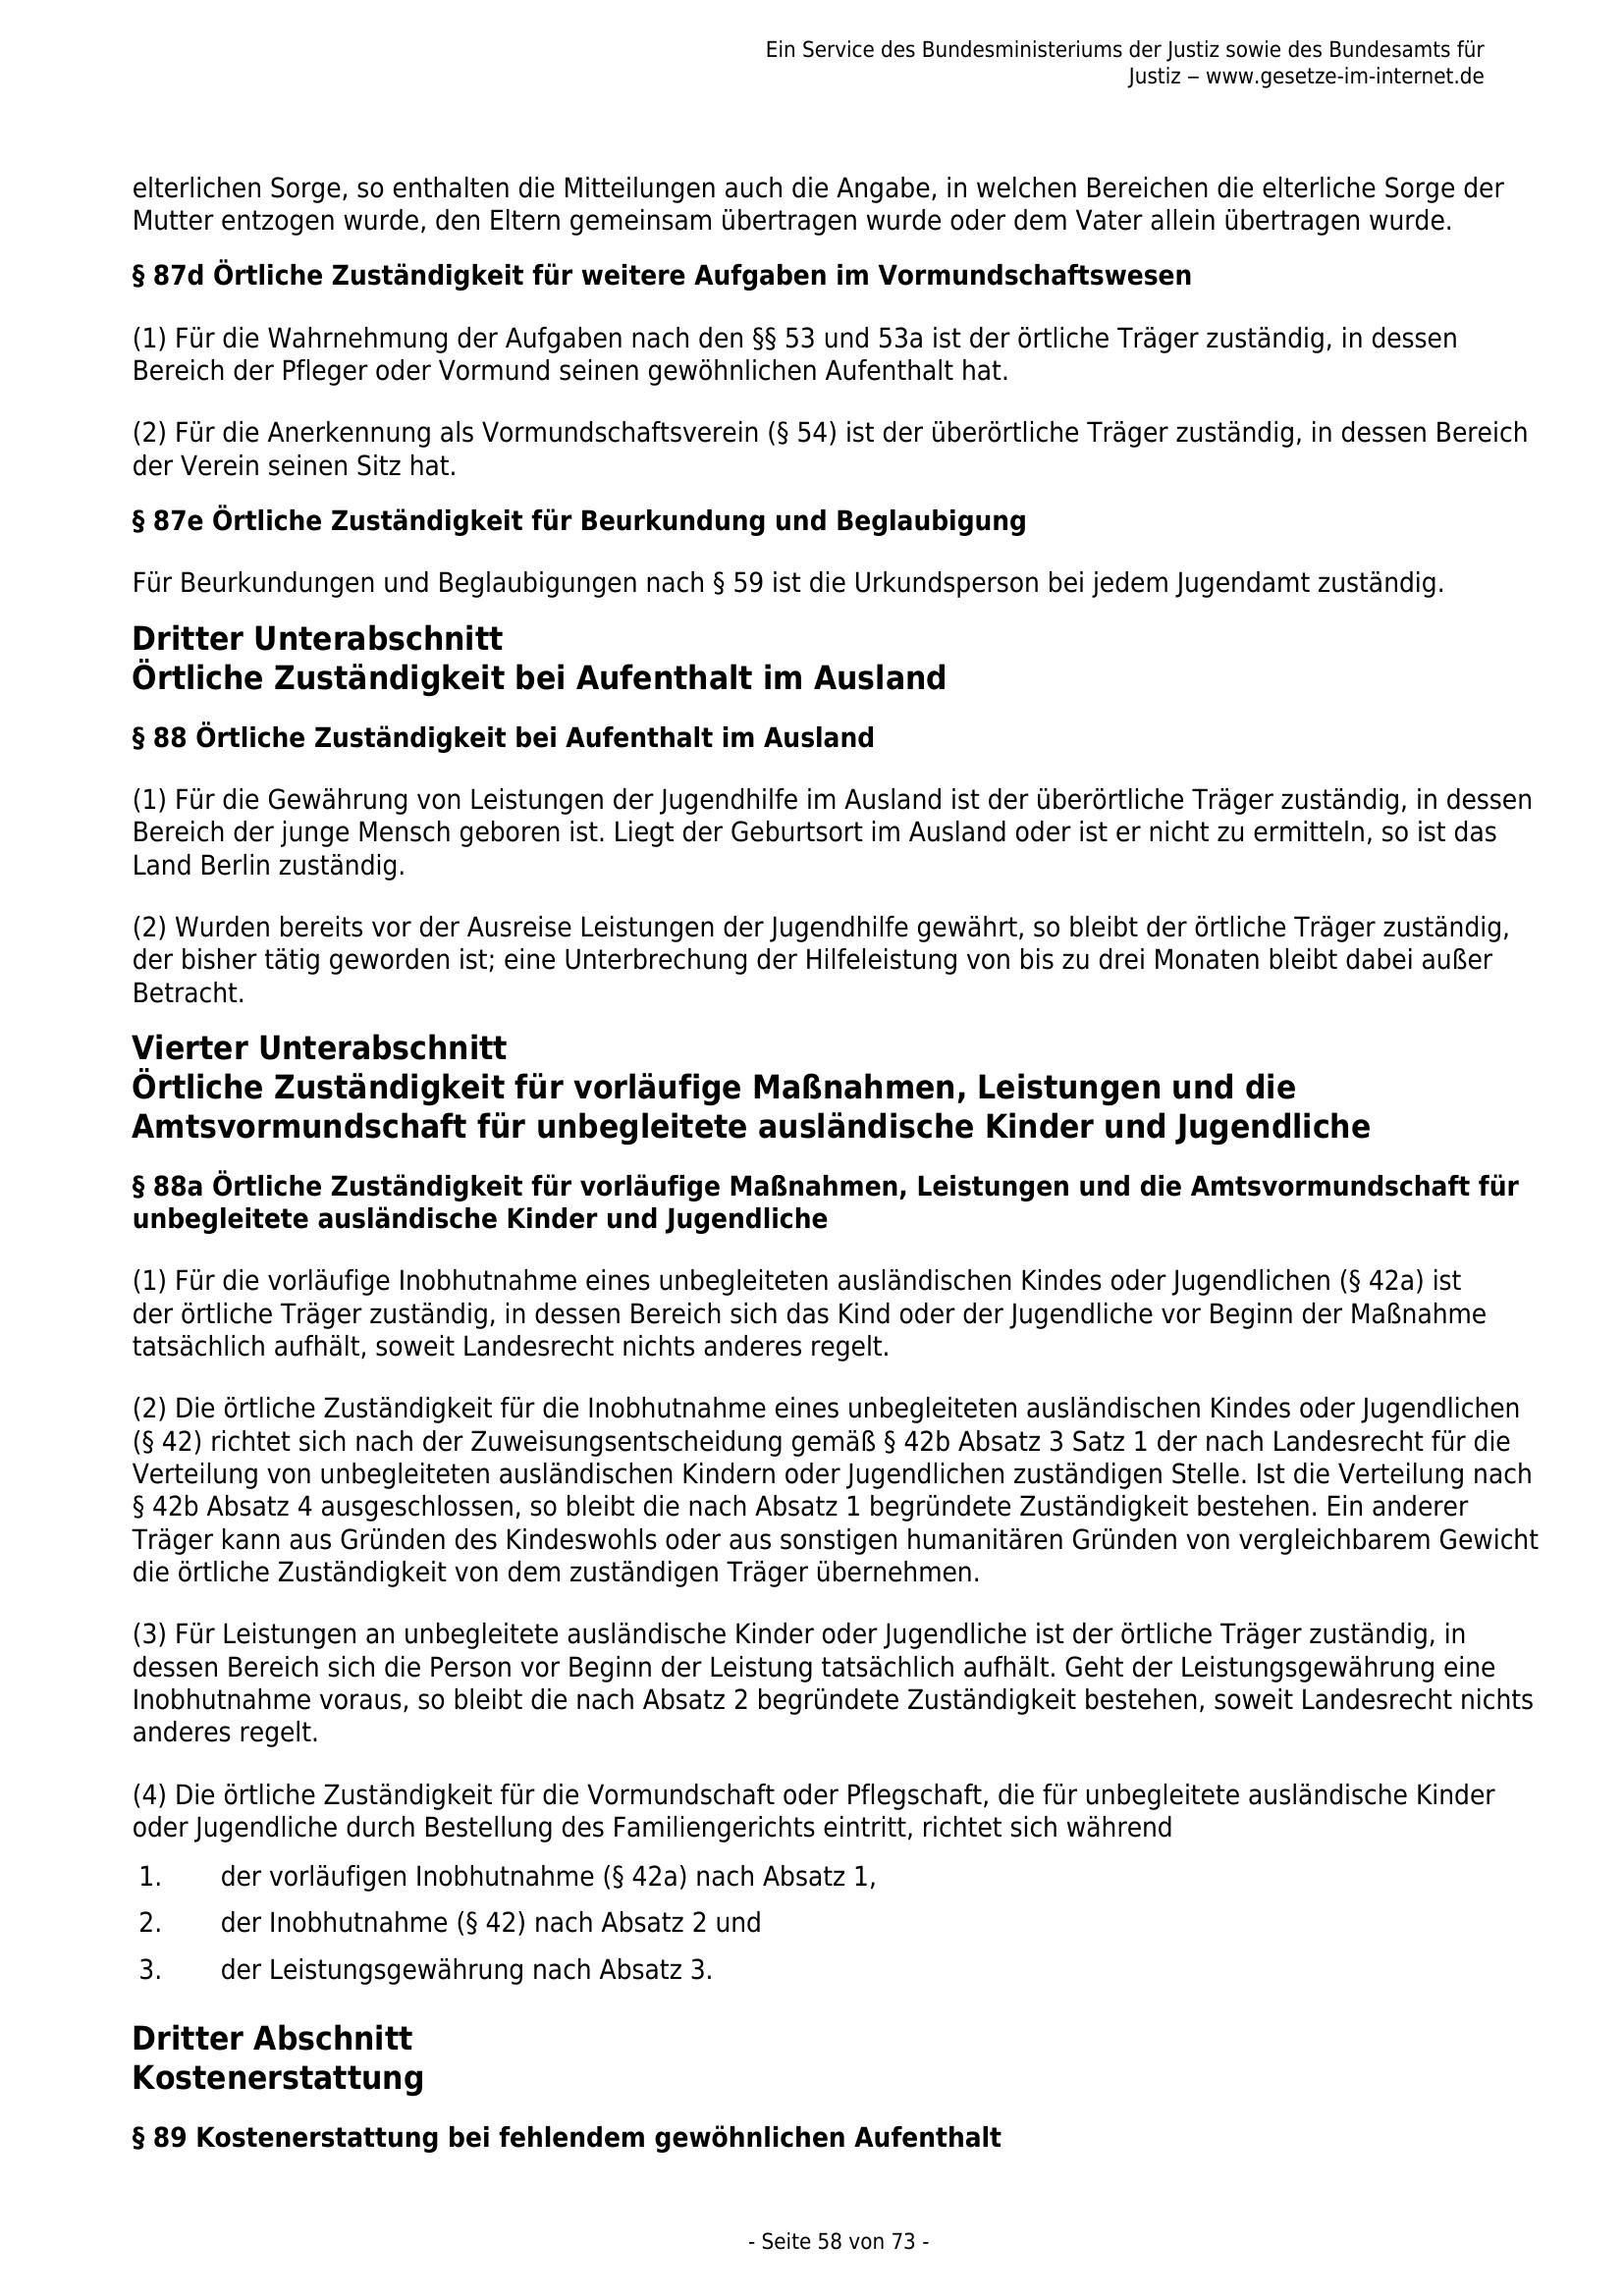 Ein Service des Bundesministeriums der Justiz sowie des Bundesamts für
Justiz ‒ www.gesetze-im-internet.de
elterlichen Sorge, so enthalten die Mitteilungen auch die Angabe, in welchen Bereichen die elterliche Sorge der
Mutter entzogen wurde, den Eltern gemeinsam übertragen wurde oder dem Vater allein übertragen wurde.
§ 87d Örtliche Zuständigkeit für weitere Aufgaben im Vormundschaftswesen
(1) Für die Wahrnehmung der Aufgaben nach den §§ 53 und 53a ist der örtliche Träger zuständig, in dessen
Bereich der Pfleger oder Vormund seinen gewöhnlichen Aufenthalt hat.
(2) Für die Anerkennung als Vormundschaftsverein (§ 54) ist der überörtliche Träger zuständig, in dessen Bereich
der Verein seinen Sitz hat.
§ 87e Örtliche Zuständigkeit für Beurkundung und Beglaubigung
Für Beurkundungen und Beglaubigungen nach § 59 ist die Urkundsperson bei jedem Jugendamt zuständig.
Dritter Unterabschnitt
Örtliche Zuständigkeit bei Aufenthalt im Ausland
§ 88 Örtliche Zuständigkeit bei Aufenthalt im Ausland
(1) Für die Gewährung von Leistungen der Jugendhilfe im Ausland ist der überörtliche Träger zuständig, in dessen
Bereich der junge Mensch geboren ist. Liegt der Geburtsort im Ausland oder ist er nicht zu ermitteln, so ist das
Land Berlin zuständig.
(2) Wurden bereits vor der Ausreise Leistungen der Jugendhilfe gewährt, so bleibt der örtliche Träger zuständig,
der bisher tätig geworden ist; eine Unterbrechung der Hilfeleistung von bis zu drei Monaten bleibt dabei außer
Betracht.
Vierter Unterabschnitt
Örtliche Zuständigkeit für vorläufige Maßnahmen, Leistungen und die
Amtsvormundschaft für unbegleitete ausländische Kinder und Jugendliche
§ 88a Örtliche Zuständigkeit für vorläufige Maßnahmen, Leistungen und die Amtsvormundschaft für
unbegleitete ausländische Kinder und Jugendliche
(1) Für die vorläufige Inobhutnahme eines unbegleiteten ausländischen Kindes oder Jugendlichen (§ 42a) ist
der örtliche Träger zuständig, in dessen Bereich sich das Kind oder der Jugendliche vor Beginn der Maßnahme
tatsächlich aufhält, soweit Landesrecht nichts anderes regelt.
(2) Die örtliche Zuständigkeit für die Inobhutnahme eines unbegleiteten ausländischen Kindes oder Jugendlichen
(§ 42) richtet sich nach der Zuweisungsentscheidung gemäß § 42b Absatz 3 Satz 1 der nach Landesrecht für die
Verteilung von unbegleiteten ausländischen Kindern oder Jugendlichen zuständigen Stelle. Ist die Verteilung nach
§ 42b Absatz 4 ausgeschlossen, so bleibt die nach Absatz 1 begründete Zuständigkeit bestehen. Ein anderer
Träger kann aus Gründen des Kindeswohls oder aus sonstigen humanitären Gründen von vergleichbarem Gewicht
die örtliche Zuständigkeit von dem zuständigen Träger übernehmen.
(3) Für Leistungen an unbegleitete ausländische Kinder oder Jugendliche ist der örtliche Träger zuständig, in
dessen Bereich sich die Person vor Beginn der Leistung tatsächlich aufhält. Geht der Leistungsgewährung eine
Inobhutnahme voraus, so bleibt die nach Absatz 2 begründete Zuständigkeit bestehen, soweit Landesrecht nichts
anderes regelt.
(4) Die örtliche Zuständigkeit für die Vormundschaft oder Pflegschaft, die für unbegleitete ausländische Kinder
oder Jugendliche durch Bestellung des Familiengerichts eintritt, richtet sich während
1. der vorläufigen Inobhutnahme (§ 42a) nach Absatz 1,
2. der Inobhutnahme (§ 42) nach Absatz 2 und
3. der Leistungsgewährung nach Absatz 3.
Dritter Abschnitt
Kostenerstattung
§ 89 Kostenerstattung bei fehlendem gewöhnlichen Aufenthalt
- Seite 58 von 73 -